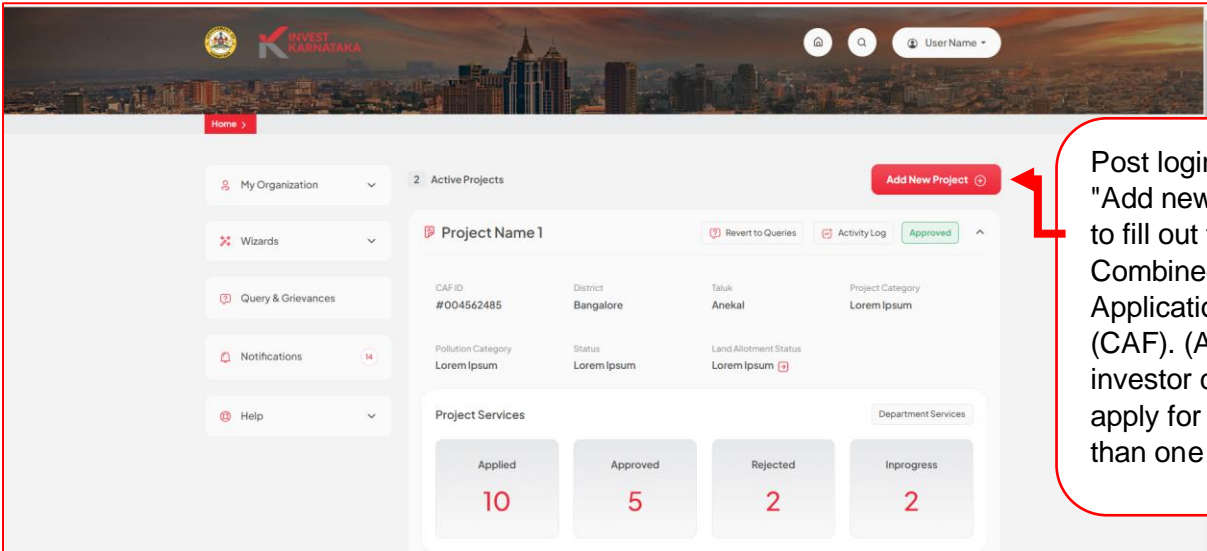 INVEST
KARNATAKA
User Name
Home >
My Organization
Wizards
Query & Grievances
Notifications 14
Help
2 Active Projects
Add New Project
Project Name 1
Revert to Queries
Activity Log
Approved
CAF ID
#004562485
District
Bangalore
Taluk
Anekal
Project Category
Lorem Ipsum
Pollution Category
Lorem Ipsum
Status
Lorem Ipsum
Land Allotment Status
Lorem Ipsum
Project Services
Department Services
Applied
10
Approved
5
Rejected
2
Inprogress
2
Post
"Add new
to fill out
(CAF).
investor
apply for
than one